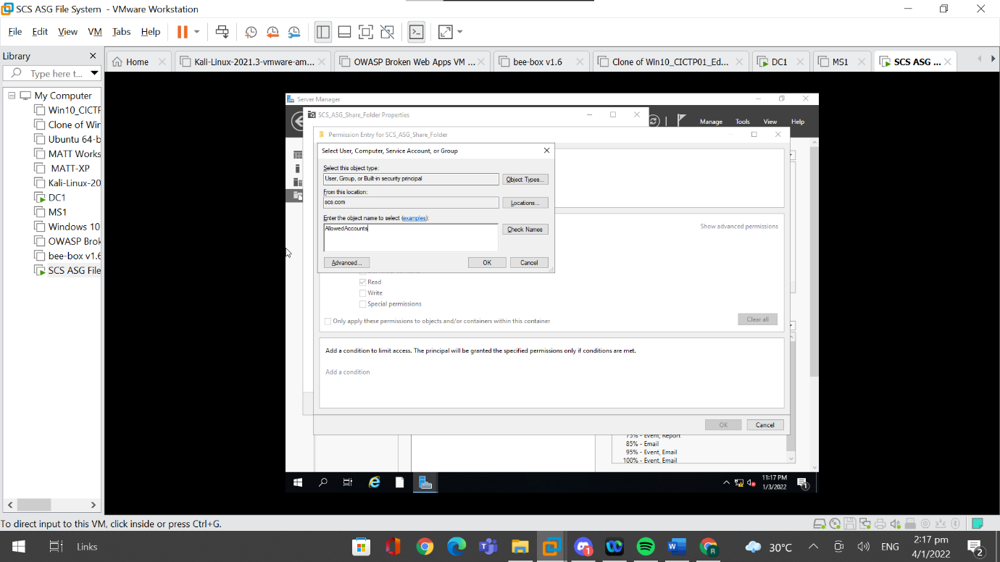 SCS ASG File System - VMware Workstation
File Edit View VM Tabs Help
Library
Type here t...
Home
Kali-Linux-2021.3-vmware-am...
OWASP Broken Web Apps VM ...
bee-box v1.6
Clone of Win10_CICTP01_Ed...
DC1
MS1
SCS ASG ...
My Computer
Win10_CICTF
Clone of Wir
Ubuntu 64-b
MATT Works
MATT-XP
Kali-Linux-20
DC1
MS1
Windows 10
OWASP Brok
bee-box v1.6
SCS ASG File
Server Manager
Manage Tools View Help
SCS_ASG_Share_Folder Properties
Permission Entry for SCS_ASG_Share_Folder
Select User, Computer, Service Account, or Group
Select this object type:
User, Group, or Built-in security principal
Object Types...
From this location:
scs.com
Locations...
Enter the object name to select (examples):
AllowedAccounts
Check Names
Advanced...
OK
Cancel
Show advanced permissions
Read
Write
Special permissions
Only apply these permissions to objects and/or containers within this container
Clear all
Add a condition to limit access. The principal will be granted the specified permissions only if conditions are met.
Add a condition
OK
Cancel
75% - Event, Report
85% - Email
95% - Event, Email
100% - Event, Email
11:17 PM
1/3/2022
1
To direct input to this VM, click inside or press Ctrl+G.
Links
1
30°C
ENG
2:17 pm
4/1/2022
2